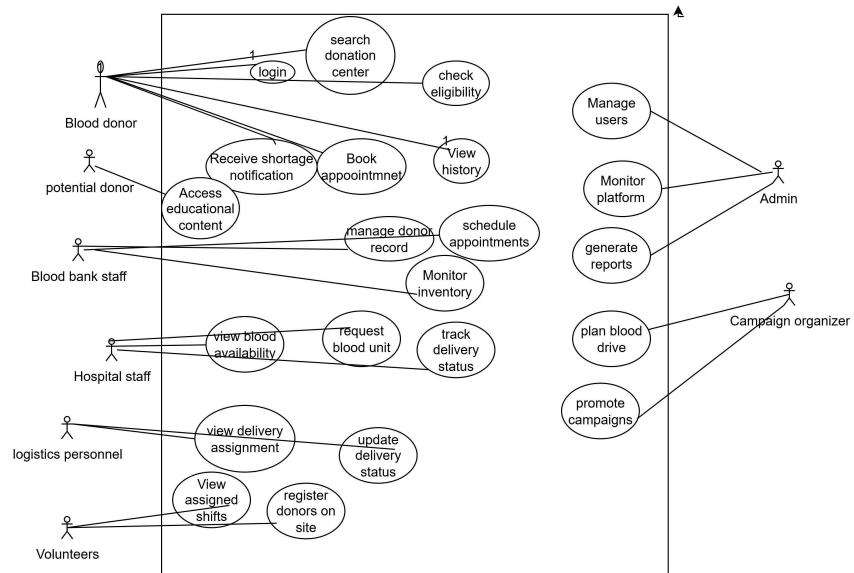 search
donation
center
1
login
check
eligibility
Blood donor
Manage
users
1
View
history
Receive shortage
notification
Book
appoointmnet
potential donor
Access
educational
content
Monitor
platform
Admin
manage donor
record
schedule
appointments
generate
reports
Blood bank staff
Monitor
inventory
Campaign organizer
view blood
availability
request
blood unit
track
delivery
status
plan blood
drive
Hospital staff
promote
campaigns
view delivery
assignment
update
delivery
status
logistics personnel
View
assigned
shifts
register
donors on
site
Volunteers